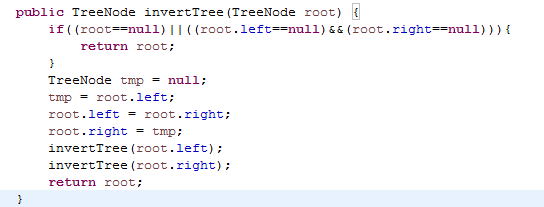 public TreeNode invertTree(TreeNode root) {
if((root==null)||((root.left==null)&&(root.right==null))){
return root;
}
TreeNode tmp = null;
tmp = root.left;
root.left = root.right;
root.right = tmp;
invertTree(root.left);
invertTree(root.right);
return root;
}